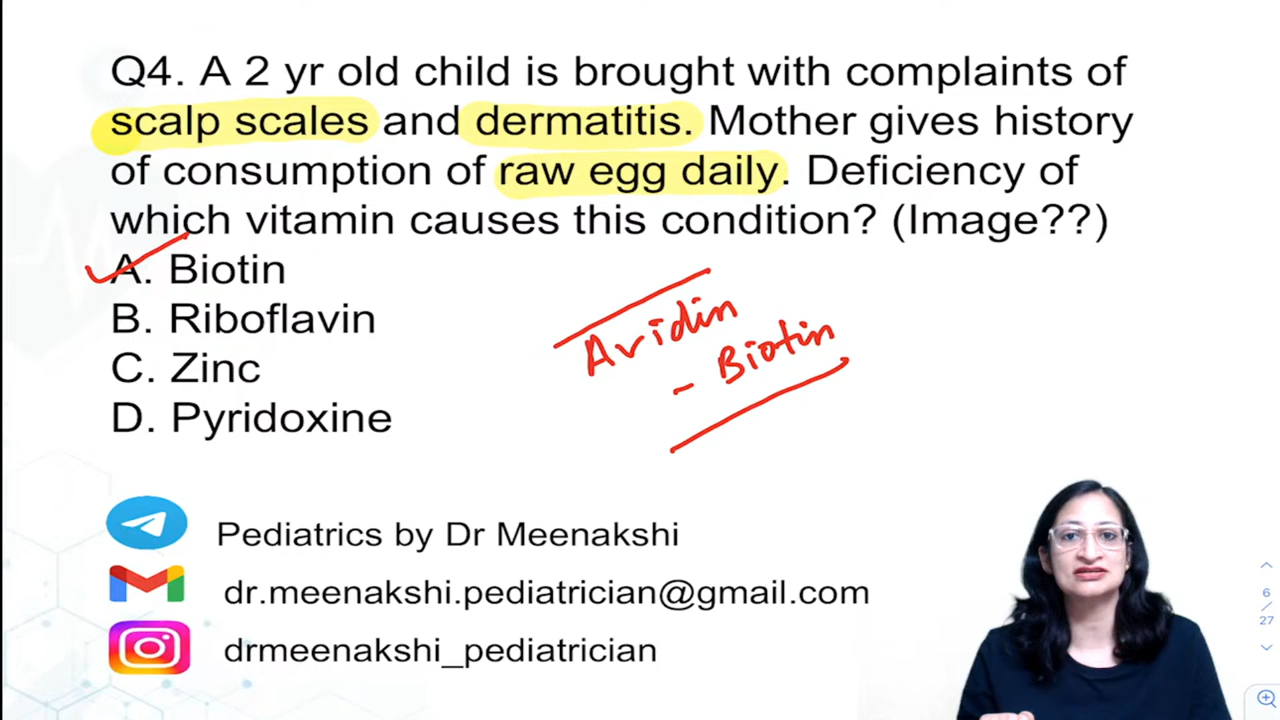 Q4. A 2 yr old child is brought with complaints of
scalp scales and dermatitis. Mother gives history
of consumption of raw egg daily. Deficiency of
which vitamin causes this condition? (Image??)
A. Biotin
B. Riboflavin
C. Zinc
D. Pyridoxine
Avidin
- Biotin
Pediatrics by Dr Meenakshi
dr.meenakshi.pediatrician@gmail.com
drmeenakshi_pediatrician
6
/
27